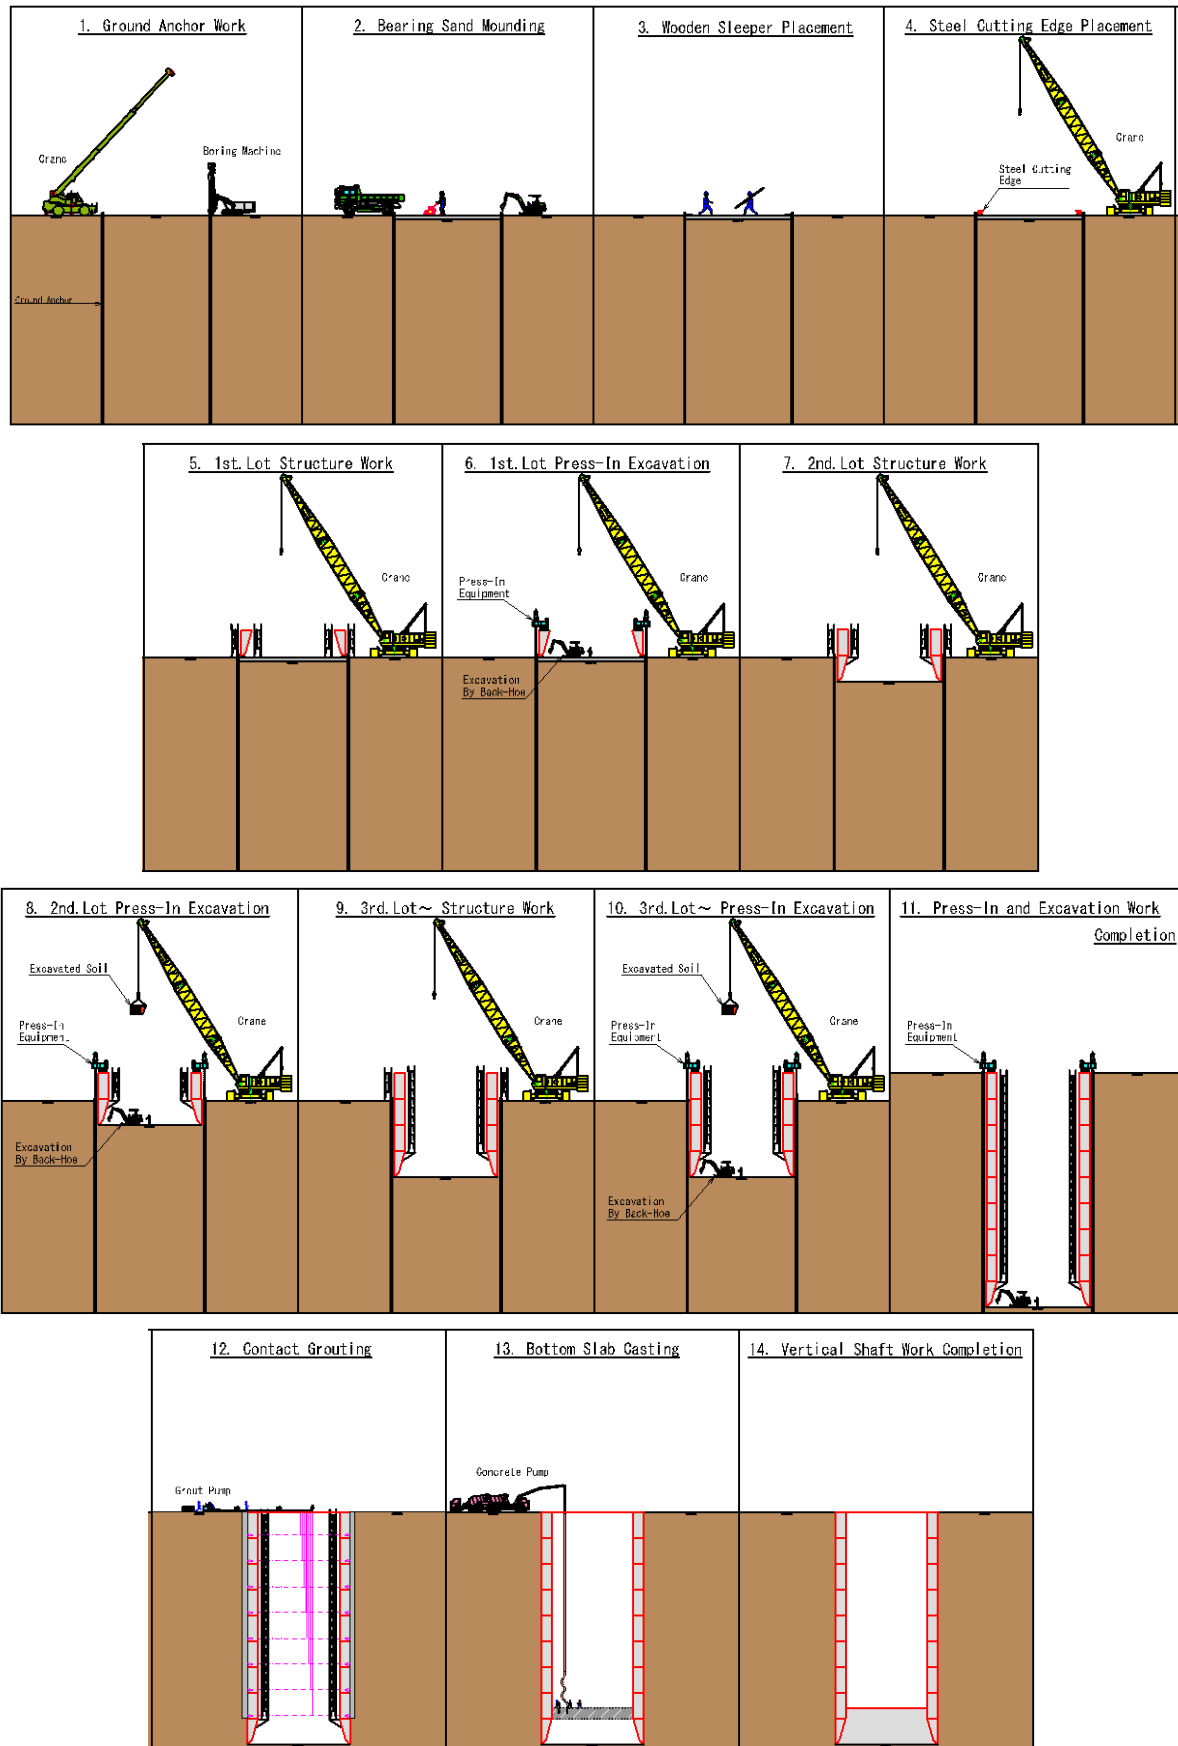 1. Ground Anchor Work
Crane
Boring Machine
Ground Anchor
2. Bearing Sand Mounding
3. Wooden Sleeper Placement
4. Steel Cutting Edge Placement
Crane
Steel Cutting
Edge
5. 1st.Lot Structure Work
Crane
6. 1st.Lot Press-In Excavation
Press-In
Equipment
Crane
Excavation
By Back-Hoe
7. 2nd.Lot Structure Work
Crane
8. 2nd.Lot Press-In Excavation
Excavated Soil
Press-In
Equipment
Crane
Excavation
By Back-Hoe
9. 3rd.Lot~ Structure Work
Crane
10. 3rd.Lot~ Press-In Excavation
Excavated Soil
Press-In
Equipment
Crane
Excavation
By Back-Hoe
11. Press-In and Excavation Work
Completion
Press-In
Equipment
12. Contact Grouting
Grout Pump
13. Bottom Slab Casting
Concrete Pump
14. Vertical Shaft Work Completion